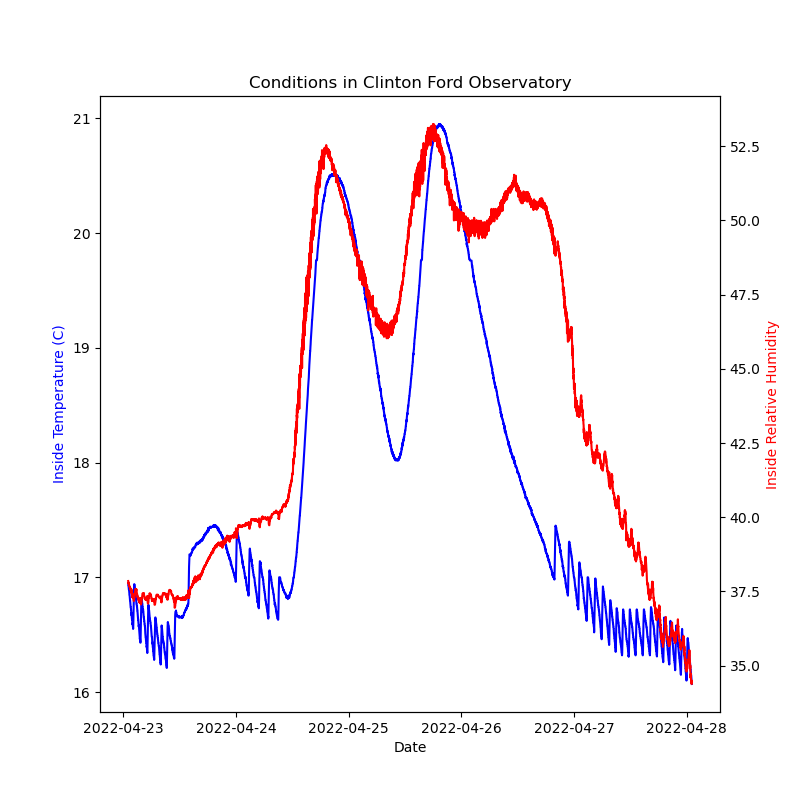 Conditions in Clinton Ford Observatory
21
20
19
18
17
16
Inside Temperature (C)
52.5
50.0
47.5
45.0
42.5
40.0
37.5
35.0
Inside Relative Humidity
2022-04-23 2022-04-24 2022-04-25 2022-04-26 2022-04-27 2022-04-28
Date